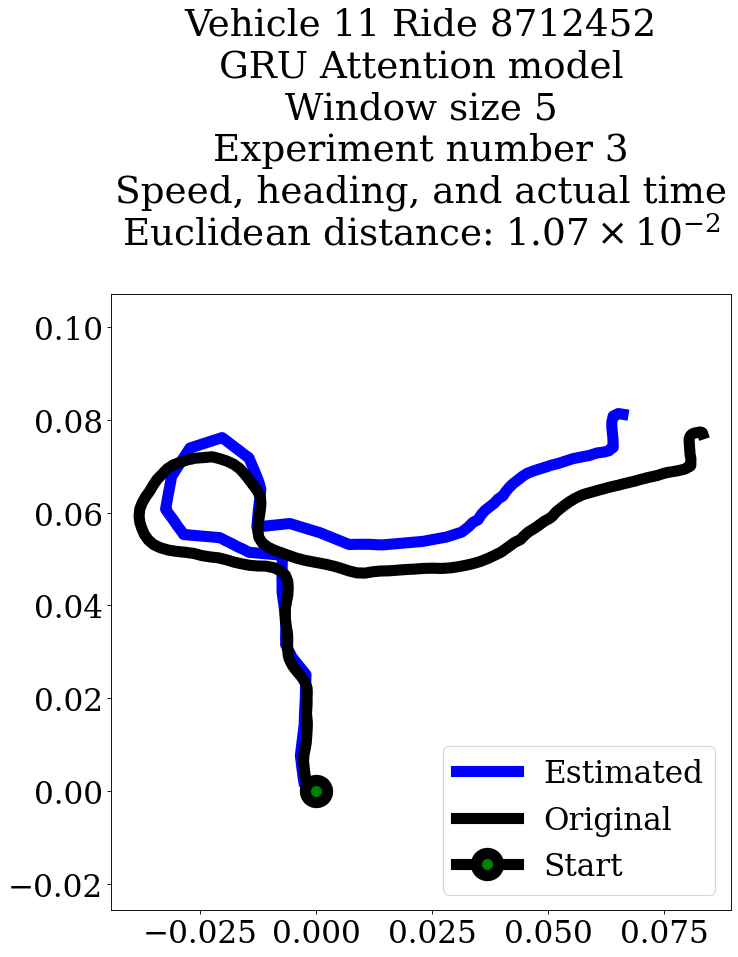 Vehicle 11 Ride 8712452
GRU Attention model
Window size 5
Experiment number 3
Speed, heading, and actual time
Euclidean distance: 1.07 × 10⁻²
0.10
0.08
0.06
0.04
0.02
0.00
−0.02
Estimated
Original
Start
−0.025 0.000 0.025 0.050 0.075